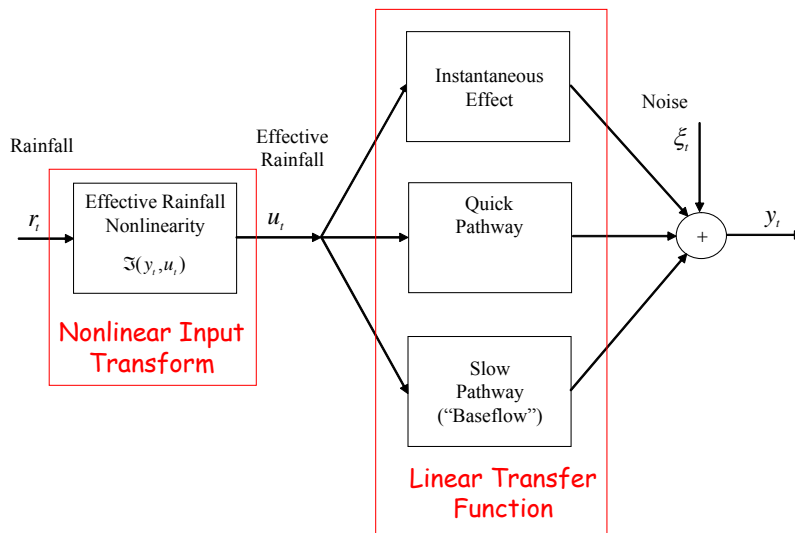 Rainfall
r_t
Effective Rainfall
Nonlinearity
ℑ(y_t,u_t)
Nonlinear Input
Transform
Effective
Rainfall
u_t
Instantaneous
Effect
Quick
Pathway
Slow
Pathway
(“Baseflow”)
Linear Transfer
Function
Noise
ξ_t
+
y_t